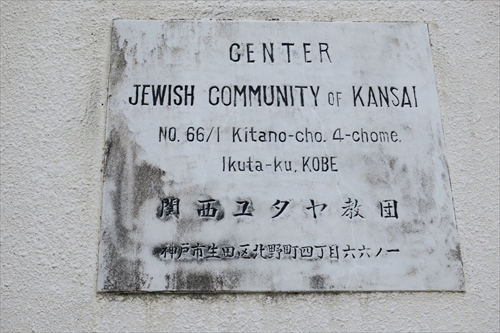 CENTER
JEWISH COMMUNITY OF KANSAI
NO. 66/1 Kitano-cho. 4-chome.
Ikuta-ku, KOBE
関西ユダヤ教団
神戸市生田区北野町四丁目六六ノ一